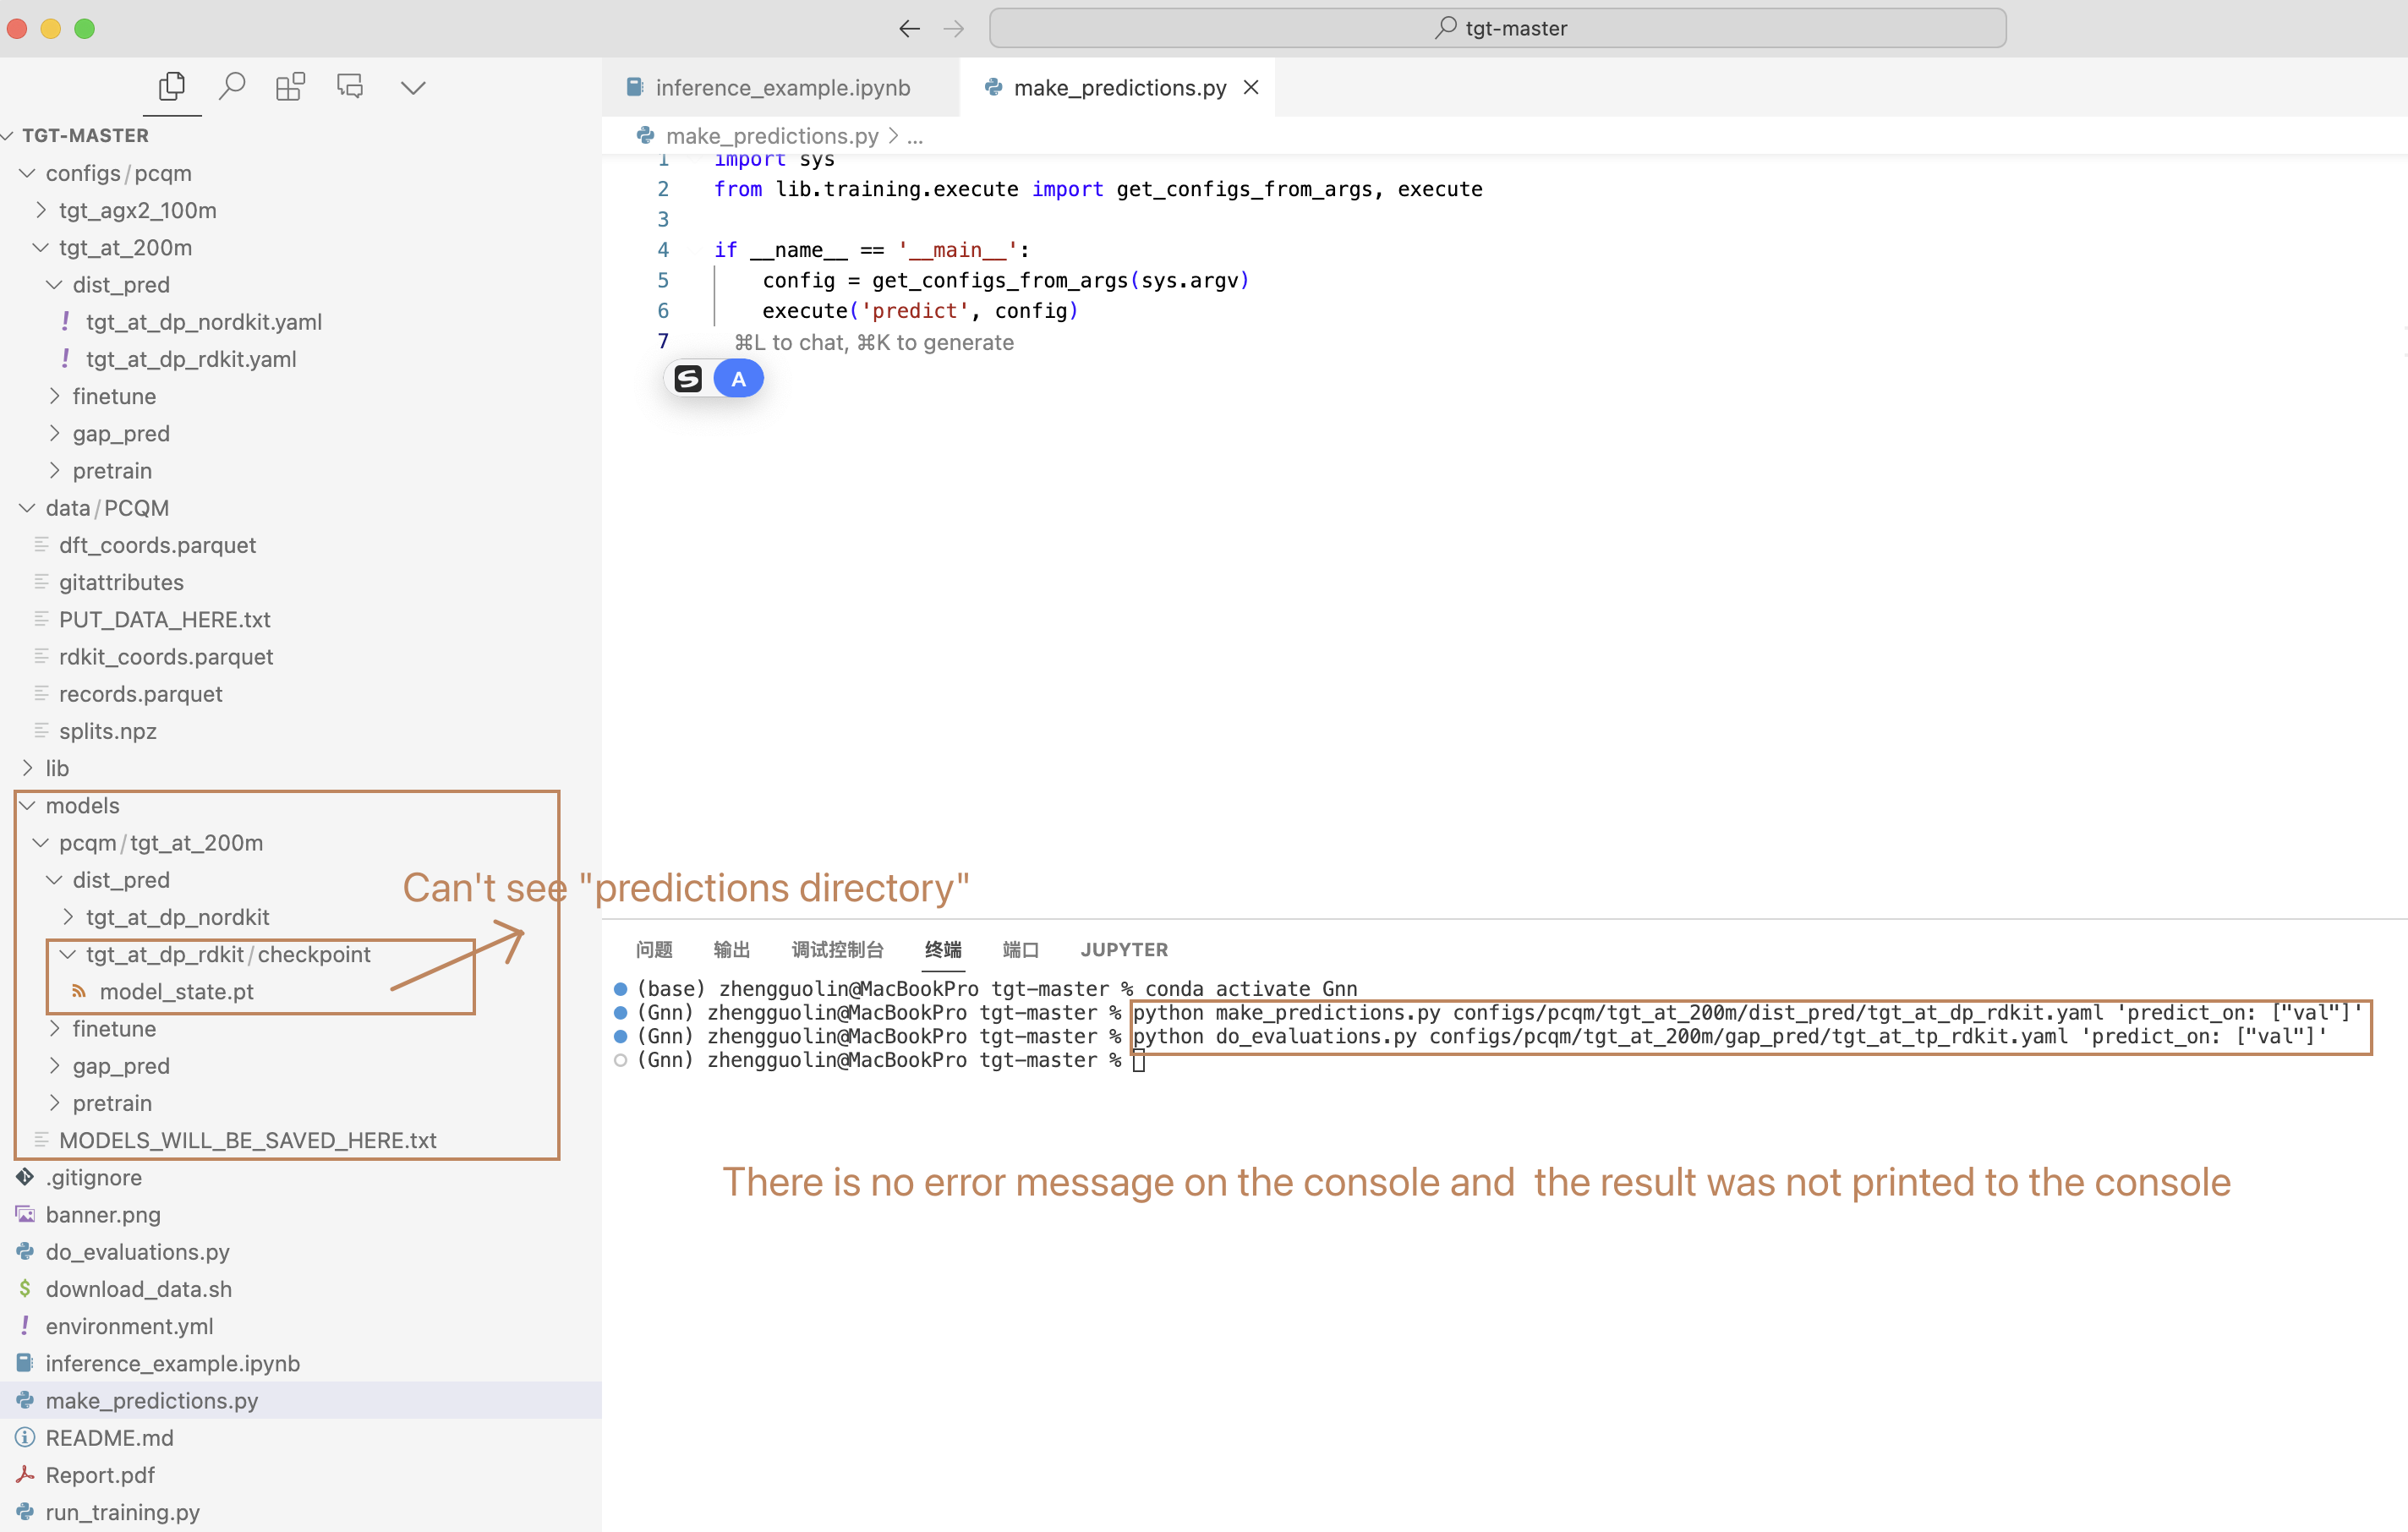 tgt-master
inference_example.ipynb
make_predictions.py
TGT-MASTER
make_predictions.py > ...
configs/pcqm
tgt_agx2_100m
tgt_at_200m
dist_pred
! tgt_at_dp_nordkit.yaml
! tgt_at_dp_rdkit.yaml
finetune
gap_pred
pretrain
data/PCQM
dft_coords.parquet
gitattributes
PUT_DATA_HERE.txt
rdkit_coords.parquet
records.parquet
splits.npz
lib
models
pcqm/tgt_at_200m
dist_pred
tgt_at_dp_nordkit
tgt_at_dp_rdkit/checkpoint
model_state.pt
finetune
gap_pred
pretrain
MODELS_WILL_BE_SAVED_HERE.txt
.gitignore
banner.png
do_evaluations.py
$ download_data.sh
! environment.yml
inference_example.ipynb
make_predictions.py
README.md
Report.pdf
run_training.py
1 import sys
2 from lib.training.execute import get_configs_from_args, execute
3
4 if __name__ == '__main__':
5 config = get_configs_from_args(sys.argv)
6 execute('predict', config)
7 ⌘L to chat, ⌘K to generate
S A
Can't see "predictions directory"
问题 输出 调试控制台 终端 端口 JUPYTER
(base) zhengguolin@MacBookPro tgt-master % conda activate Gnn
(Gnn) zhengguolin@MacBookPro tgt-master % python make_predictions.py configs/pcqm/tgt_at_200m/dist_pred/tgt_at_dp_rdkit.yaml 'predict_on: ["val"]'
(Gnn) zhengguolin@MacBookPro tgt-master % python do_evaluations.py configs/pcqm/tgt_at_200m/gap_pred/tgt_at_tp_rdkit.yaml 'predict_on: ["val"]'
(Gnn) zhengguolin@MacBookPro tgt-master %
There is no error message on the console and the result was not printed to the console